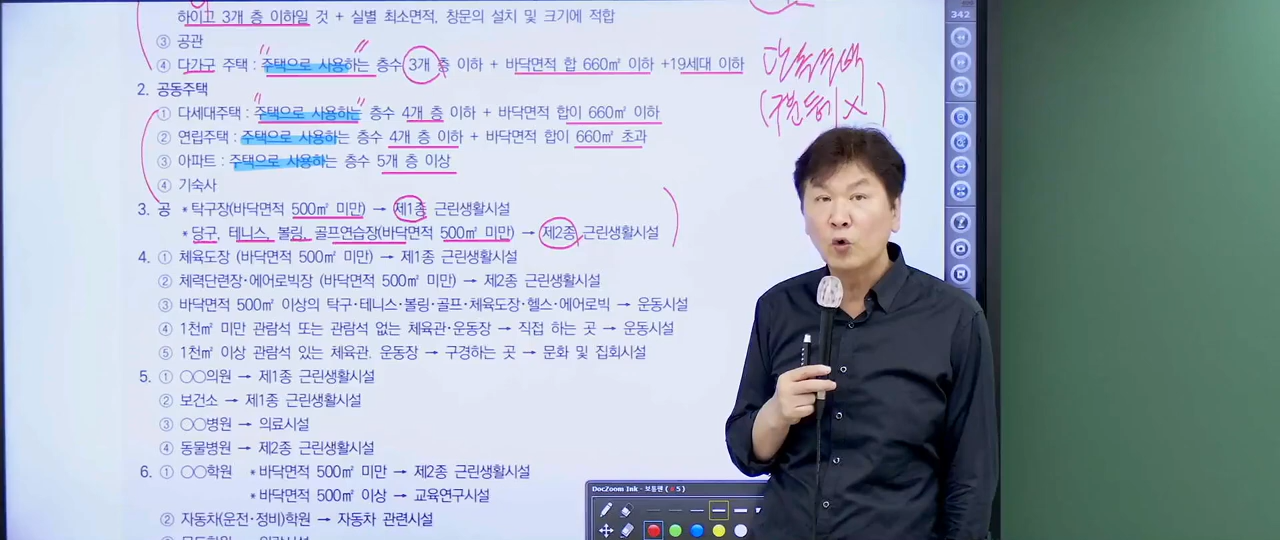 하이고 3개 층 이하일 것 + 실별 최소면적, 창문의 설치 및 크기에 적합
③ 공관
④ 다가구 주택 : 주택으로 사용하는 층수 3개 층 이하 + 바닥면적 합 660㎡ 이하 +19세대 이하
2. 공동주택
① 다세대주택 : 주택으로 사용하는 층수 4개 층 이하 + 바닥면적 합이 660㎡ 이하
② 연립주택 : 주택으로 사용하는 층수 4개 층 이하 + 바닥면적 합이 660㎡ 초과
③ 아파트 : 주택으로 사용하는 층수 5개 층 이상
④ 기숙사
3. 공 * 탁구장(바닥면적 500㎡ 미만) → 제1종 근린생활시설
* 당구, 테니스, 볼링, 골프연습장(바닥면적 500㎡ 미만) → 제2종 근린생활시설
4. ① 체육도장 (바닥면적 500㎡ 미만) → 제1종 근린생활시설
② 체력단련장·에어로빅장 (바닥면적 500㎡ 미만) → 제2종 근린생활시설
③ 바닥면적 500㎡ 이상의 탁구·테니스·볼링·골프·체육도장·헬스·에어로빅 → 운동시설
④ 1천㎡ 미만 관람석 또는 관람석 없는 체육관·운동장 → 직접 하는 곳 → 운동시설
⑤ 1천㎡ 이상 관람석 있는 체육관. 운동장 → 구경하는 곳 → 문화 및 집회시설
5. ① ○○의원 → 제1종 근린생활시설
② 보건소 → 제1종 근린생활시설
③ ○○병원 → 의료시설
④ 동물병원 → 제2종 근린생활시설
6. ① ○○학원 * 바닥면적 500㎡ 미만 → 제2종 근린생활시설
* 바닥면적 500㎡ 이상 → 교육연구시설
② 자동차(운전·정비)학원 → 자동차 관련시설
단독주택
(구분등기 X)
342
DocZoom Ink - 보통펜 (5)